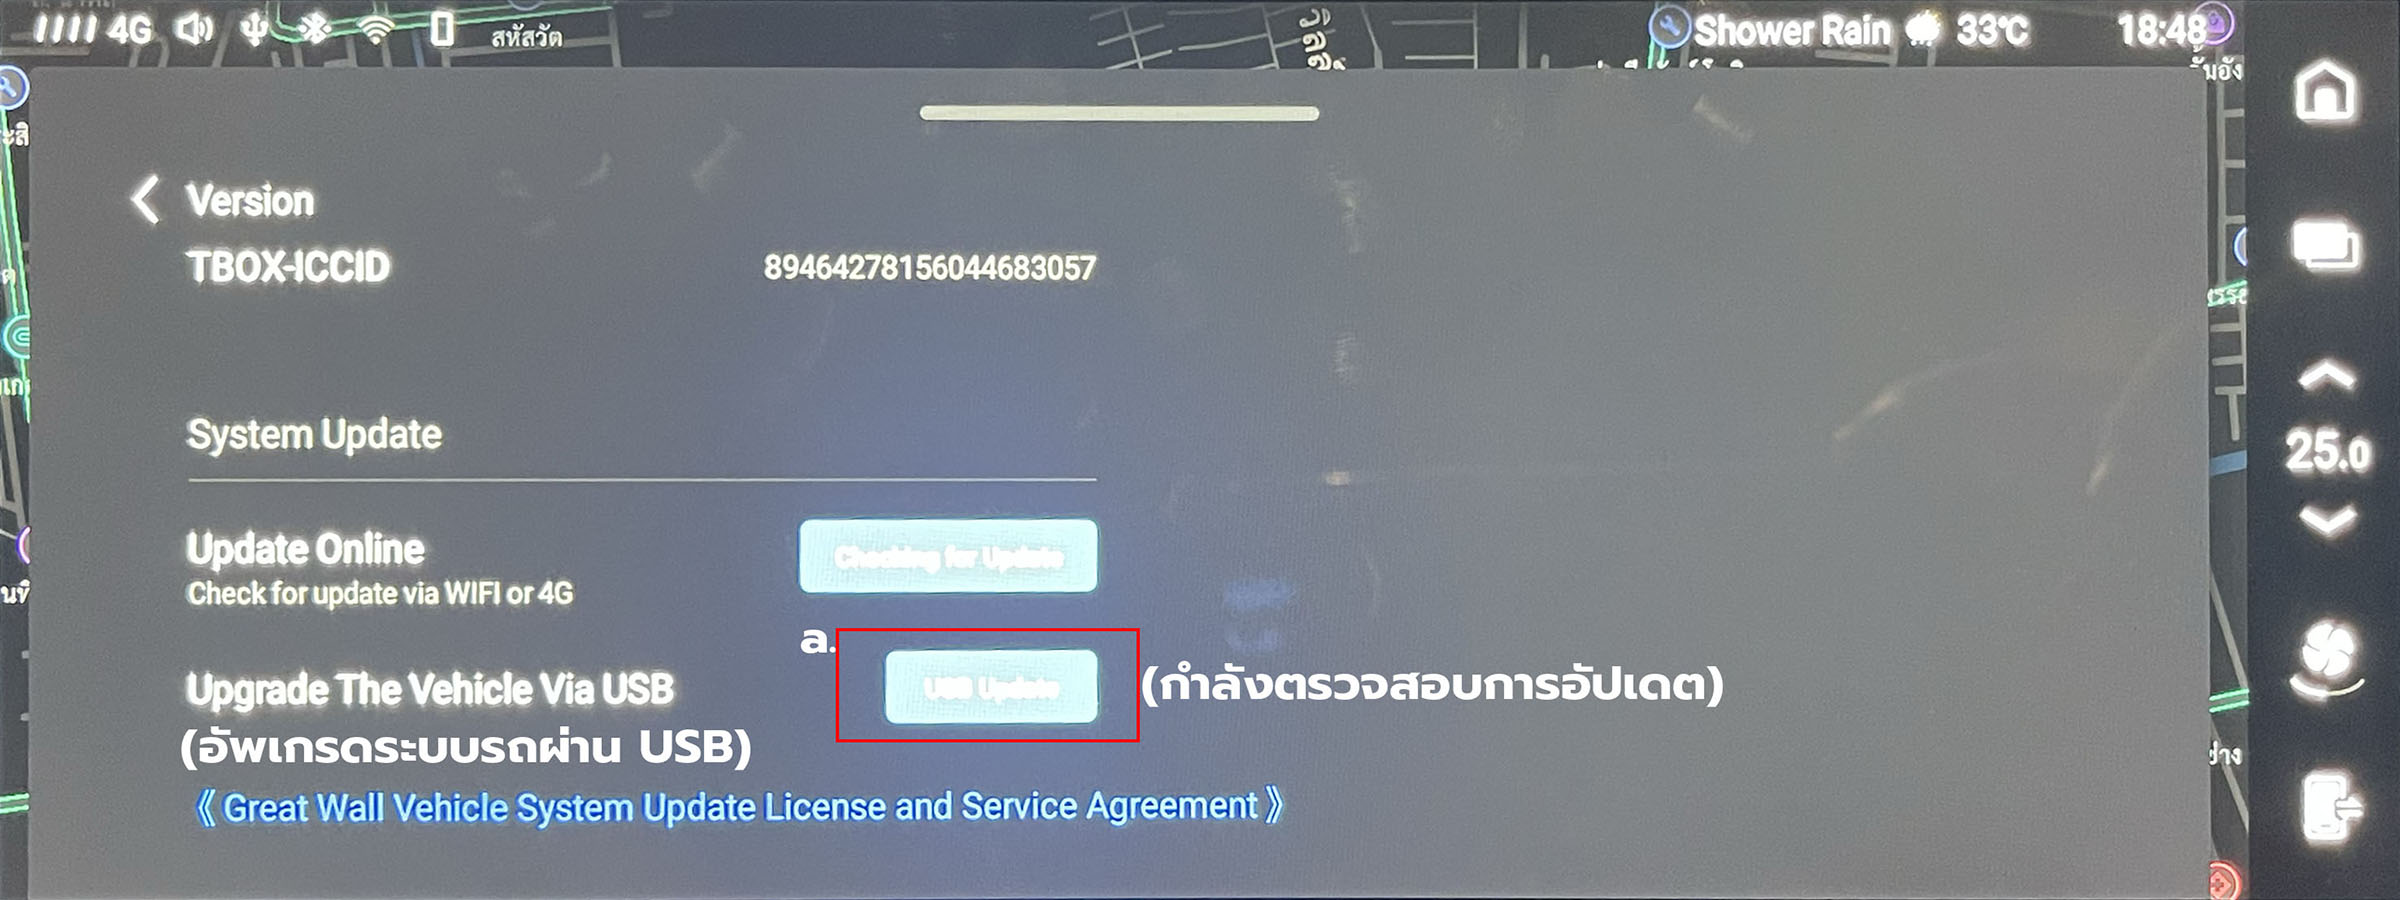 4G สหัสวัต Shower Rain 33°C 18:48
Version
TBOX-ICCID 89464278156044683057
System Update
25.0
Update Online Checking for Update
Check for update via WIFI or 4G
a.
Upgrade The Vehicle Via USB USB Update (กำลังตรวจสอบการอัปเดต)
(อัพเกรดระบบรถผ่าน USB)
《Great Wall Vehicle System Update License and Service Agreement》